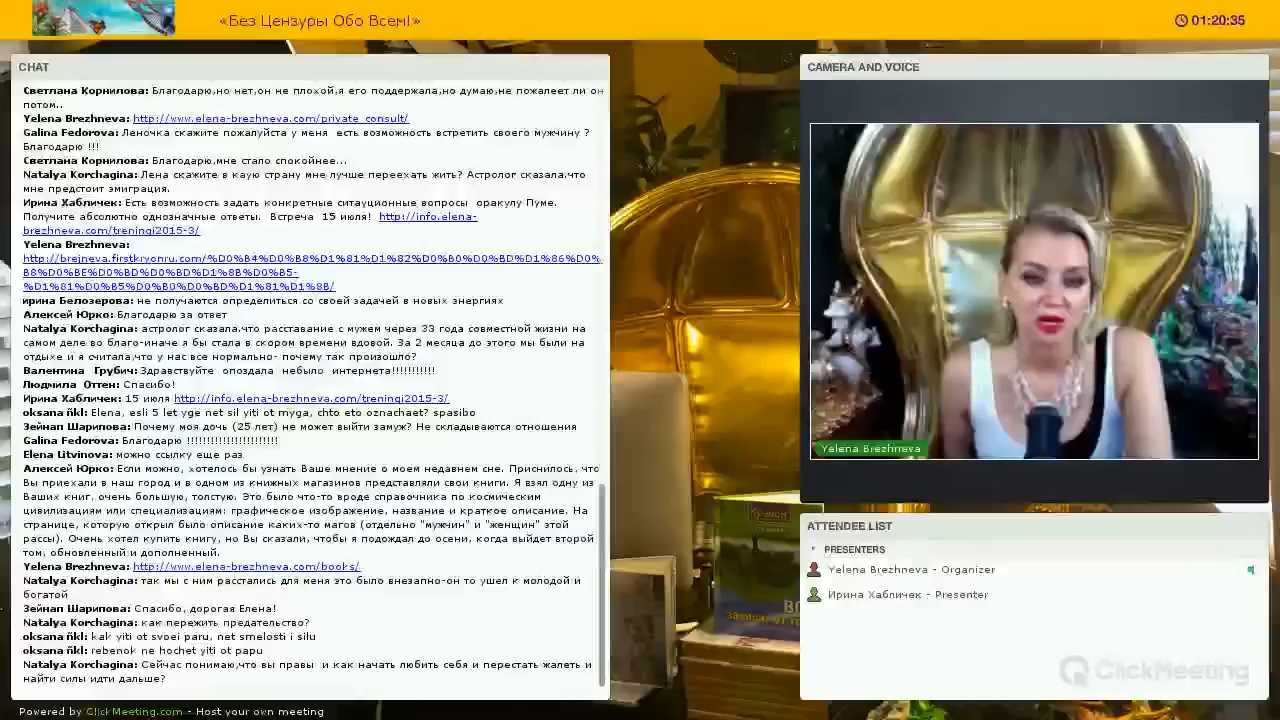 «Без Цензуры Обо Всем!»
01:20:35
CHAT
Светлана Корнилова: Благодарю,но нет,он не плохой,я его поддержала,но думаю,не пожалеет ли он
потом..
Yelena Brezhneva: http://www.elena-brezhneva.com/private_consult/
Galina Fedorova: Леночка скажите пожалуйста у меня есть возможность встретить своего мужчину ?
Благодарю !!!
Светлана Корнилова: Благодарю,мне стало спокойнее...
Natalya Korchagina: Лена скажите в каую страну мне лучше переехать жить? Астролог сказала.что
мне предстоит эмиграция.
Ирина Хабличек: Есть возможность задать конкретные ситауционные вопросы оракулу Пуме.
Получите абсолютно однозначные ответы. Встреча 15 июля! http://info.elena-
brezhneva.com/treningi2015-3/
Yelena Brezhneva:
http://brejneva.firstkryonru.com/%D0%B4%D0%B8%D1%81%D1%82%D0%B0%D0%BD%D1%86%D0%
B8%D0%BE%D0%BD%D0%BD%D1%8B%D0%B5-
%D1%81%D0%B5%D0%B0%D0%BD%D1%81%D1%8B/
ирина Белозерова: не получаются определиться со своей задачей в новых энергиях
Алексей Юрко: Благодарю за ответ
Natalya Korchagina: астролог сказала.что расставание с мужем через 33 года совместной жизни на
самом деле во благо-иначе я бы стала в скором времени вдовой. За 2 месяца до этого мы были на
отдыхе и я считала,что у нас все нормально- почему так произошло?
Валентина Грубич: Здравствуйте опоздала небыло интернета!!!!!!!!!!!
Людмила Оттен: Спасибо!
Ирина Хабличек: 15 июля http://info.elena-brezhneva.com/treningi2015-3/
oksana ñkl: Elena, esli 5 let yge net sil yiti ot myga, chto eto oznachaet? spasibo
Зейнап Шарипова: Почему моя дочь (25 лет) не может выйти замуж? Не складываются отношения
Galina Fedorova: Благодарю !!!!!!!!!!!!!!!!!!!!!!!
Elena Litvinova: можно суку еще раз
Алексей Юрко: Если можно, хотелось бы узнать Ваше мнение о моем недавнем сне. Приснилось, что
Вы приехали в наш город и в одном из книжных магазинов представляли свои книги. Я взял одну из
Ваших книг, очень большую, толстую. Это было что-то вроде справочника по космическим
цивилизациям или специализациям: графическое изображение, название и краткое описание. На
странице, которую открыл было описание каких-то магов (отдельно "мужчин" и "женщин" этой
рассы). Очень хотел купить книгу, но Вы сказали, чтобы я подождал до осени, когда выйдет второй
том, обновленный и дополненный.
Yelena Brezhneva: http://www.elena-brezhneva.com/books/
Natalya Korchagina: так мы с ним расстались для меня это было внезапно-он то ушел к молодой и
богатой
Зейнап Шарипова: Спасибо, дорогая Елена!
Natalya Korchagina: как пережить предательство?
oksana ñkl: kak yiti ot svoei paru, net smelosti i silu
oksana ñkl: rebenok ne hochet yiti ot papu
Natalya Korchagina: Сейчас понимаю,что вы правы и как начать любить себя и перестать жалеть и
найти силы идти дальше?
Powered by ClickMeeting.com - Host your own meeting
CAMERA AND VOICE
Yelena Brezhneva
ATTENDEE LIST
PRESENTERS
Yelena Brezhneva - Organizer
Ирина Хабличек - Presenter
ClickMeeting